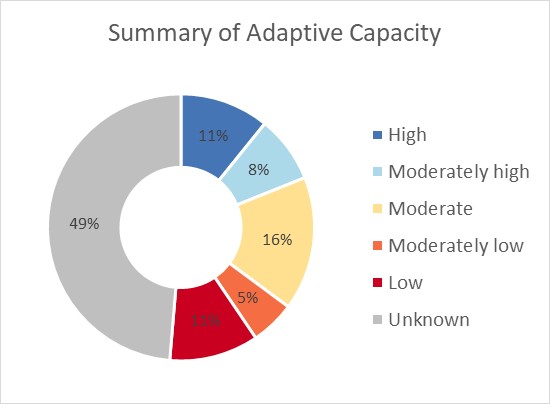 Summary of Adaptive Capacity
11%
8%
16%
5%
11%
49%
High
Moderately high
Moderate
Moderately low
Low
Unknown